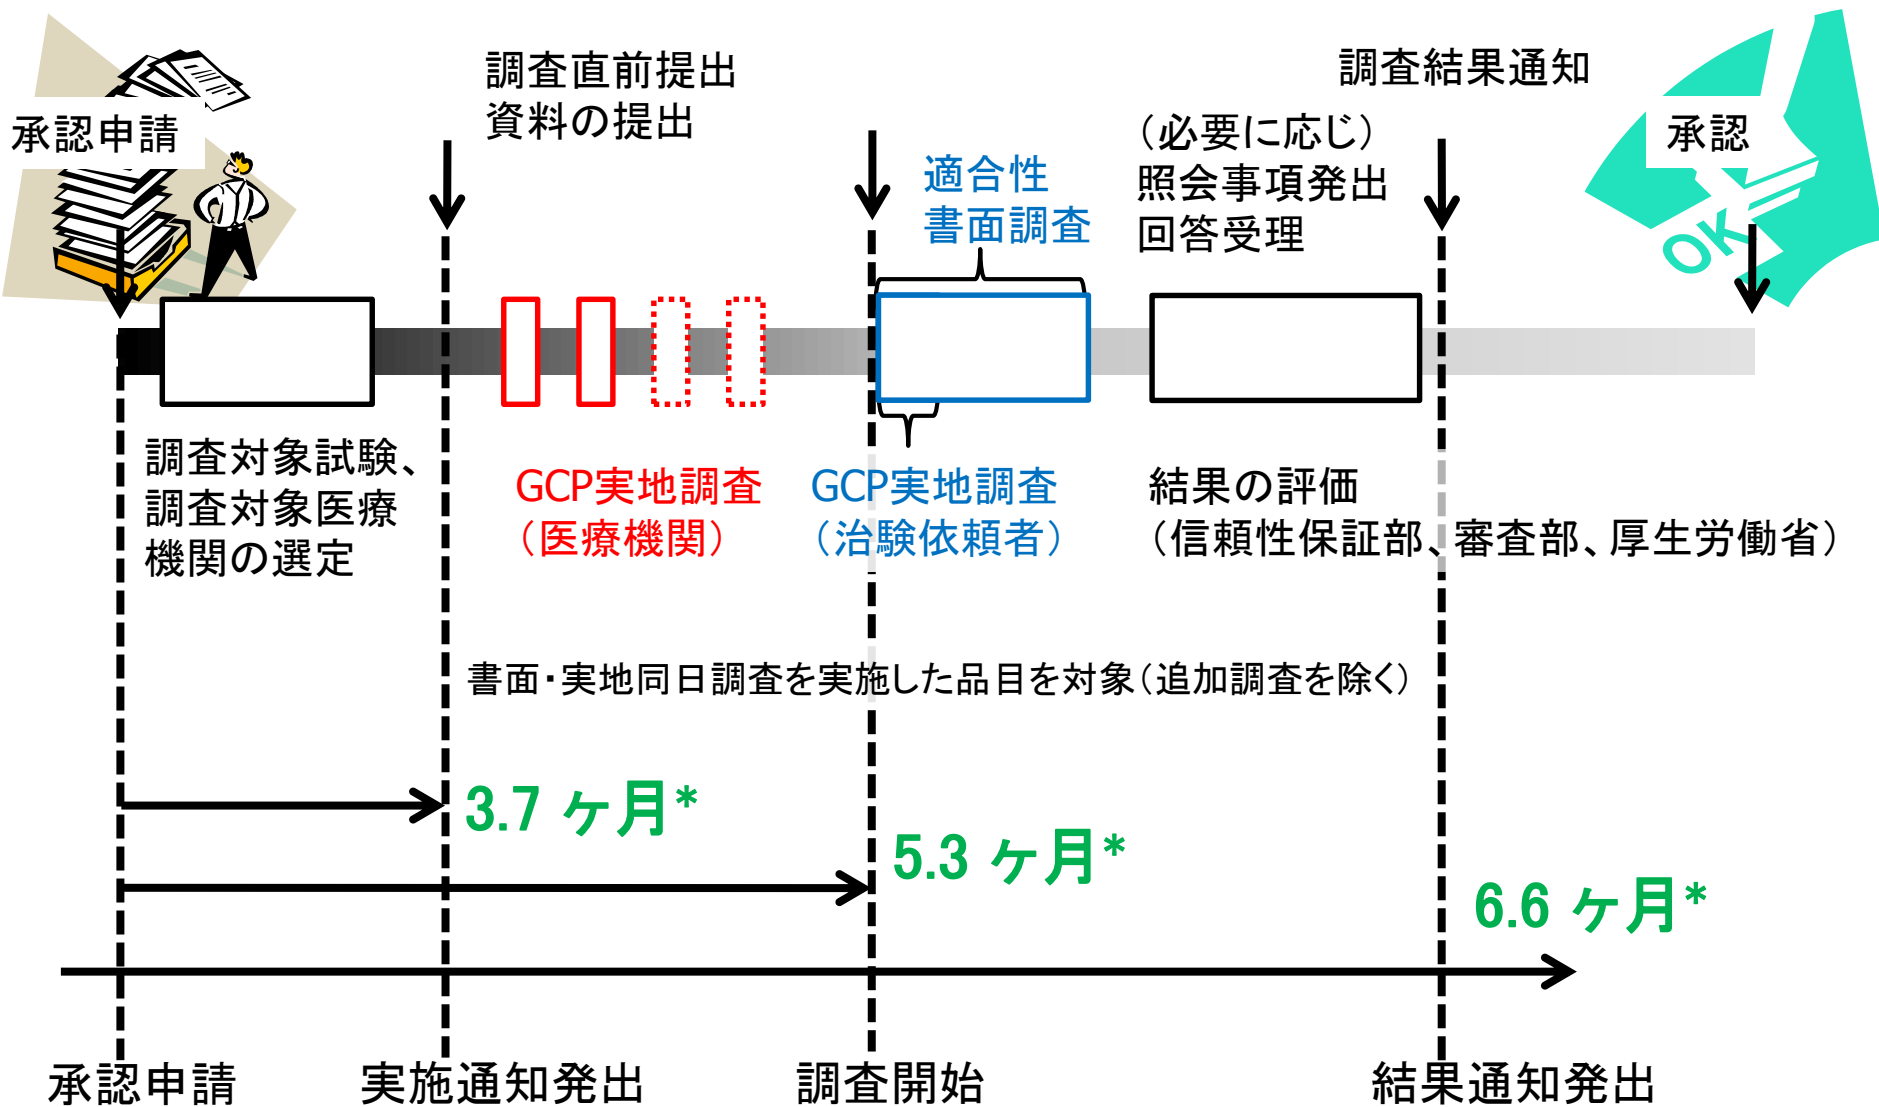 承認申請
調査直前提出
資料の提出
調査結果通知
承認
OK
適合性
書面調査
（必要に応じ）
照会事項発出
回答受理
調査対象試験、
調査対象医療
機関の選定
GCP実地調査
（医療機関）
GCP実地調査
（治験依頼者）
結果の評価
（信頼性保証部、審査部、厚生労働省）
書面・実地同日調査を実施した品目を対象（追加調査を除く）
3.7 ヶ月*
5.3 ヶ月*
6.6 ヶ月*
承認申請
実施通知発出
調査開始
結果通知発出